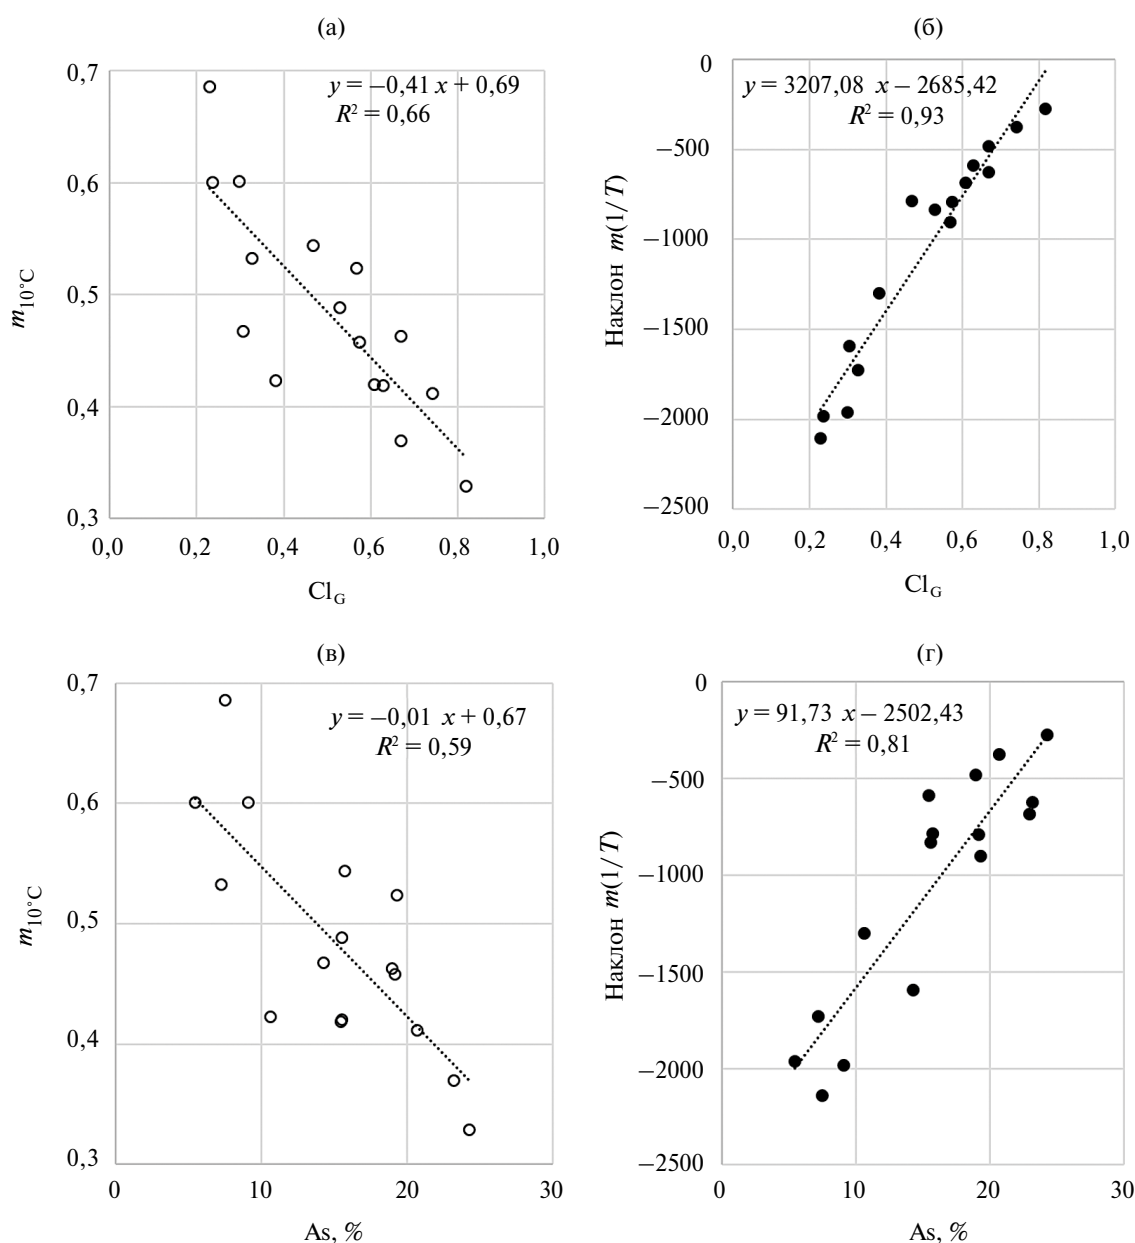 (а)
y = −0,41 x + 0,69
R² = 0,66
0,7
0,6
0,5
0,4
0,3
m10°C
0,0 0,2 0,4 0,6 0,8 1,0
ClG
(б)
y = 3207,08 x − 2685,42
R² = 0,93
0
−500
−1000
−1500
−2000
−2500
Наклон m(1/T)
0,0 0,2 0,4 0,6 0,8 1,0
ClG
(в)
y = −0,01 x + 0,67
R² = 0,59
0,7
0,6
0,5
0,4
0,3
m10°C
0 10 20 30
As, %
(г)
y = 91,73 x − 2502,43
R² = 0,81
0
−500
−1000
−1500
−2000
−2500
Наклон m(1/T)
0 10 20 30
As, %